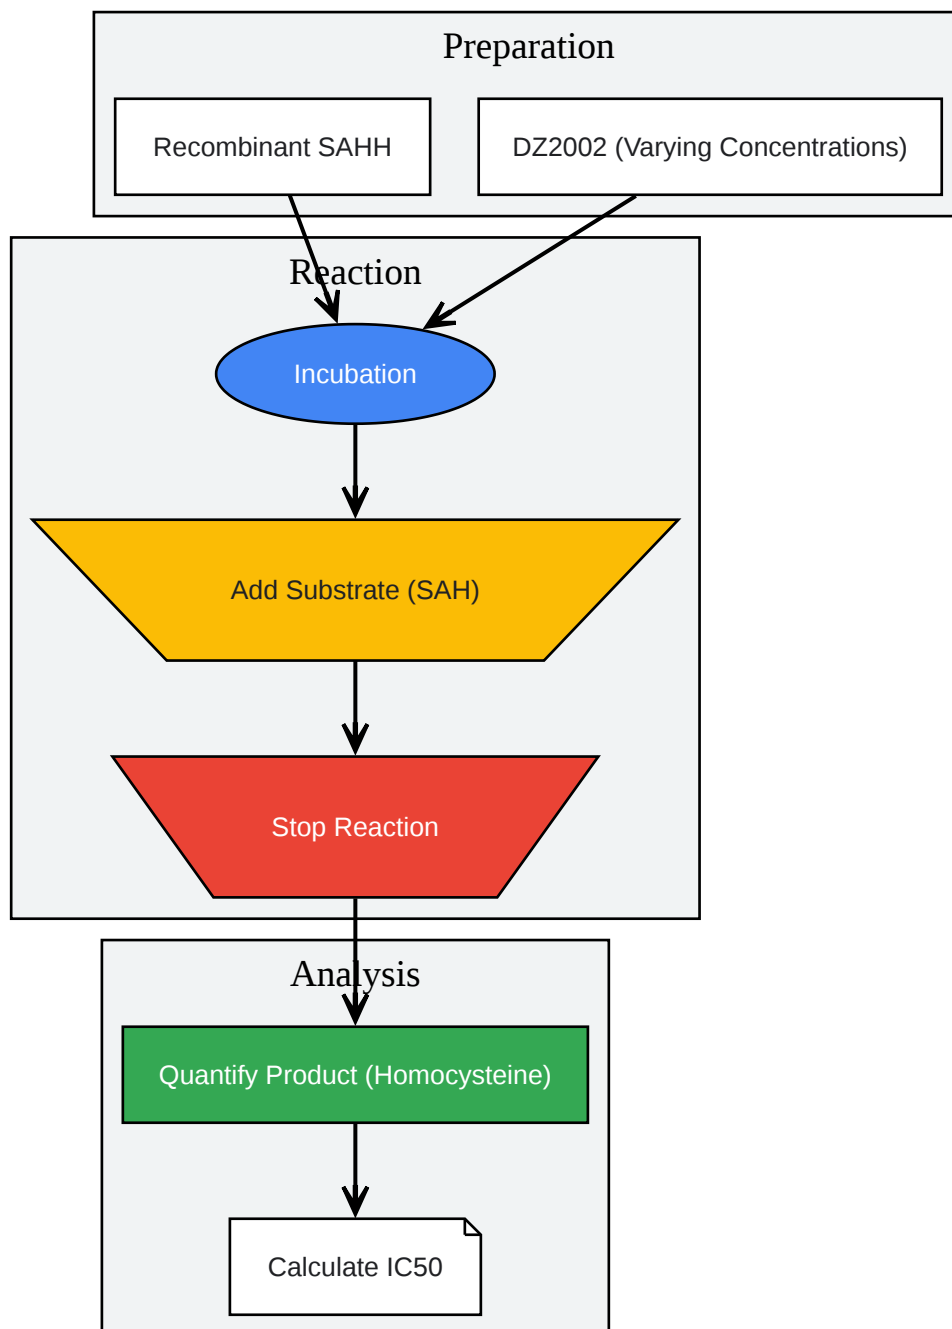 Preparation
Recombinant SAHH
DZ2002 (Varying Concentrations)
Reaction
Incubation
Add Substrate (SAH)
Stop Reaction
Analysis
Quantify Product (Homocysteine)
Calculate IC50